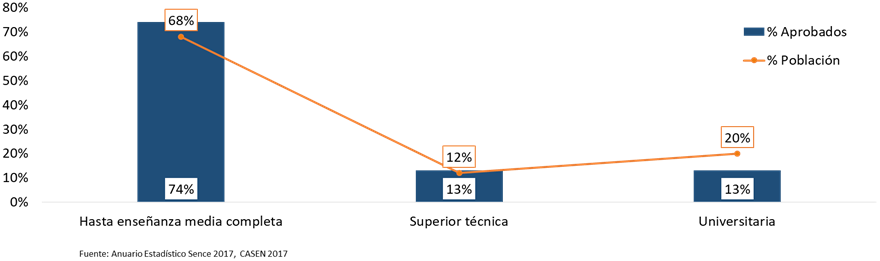 80%
70%
60%
50%
40%
30%
20%
10%
0%
68%
12%
20%
74%
13%
13%
% Aprobados
% Población
Hasta enseñanza media completa
Superior técnica
Universitaria
Fuente: Anuario Estadístico Sence 2017, CASEN 2017